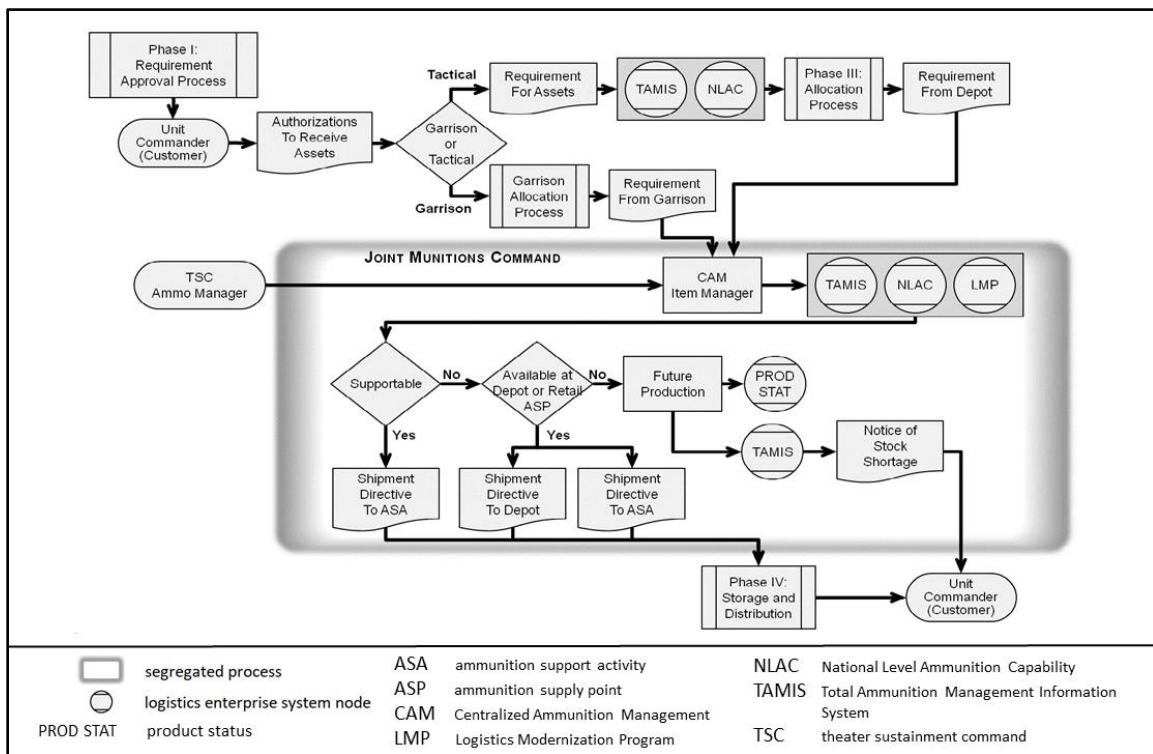 Phase I:
Requirement
Approval Process
Unit
Commander
(Customer)
Authorizations
To Receive
Assets
Garrison
or
Tactical
Tactical
Garrison
Requirement
For Assets
TAMIS
NLAC
Phase III:
Allocation
Process
Requirement
From Depot
Garrison
Allocation
Process
Requirement
From Garrison
JOINT MUNITIONS COMMAND
TSC
Ammo Manager
CAM
Item Manager
TAMIS
NLAC
LMP
Supportable
No
Yes
Available at
Depot or Retail
ASP
No
Yes
Future
Production
PROD
STAT
TAMIS
Notice of
Stock
Shortage
Shipment
Directive
To ASA
Shipment
Directive
To Depot
Shipment
Directive
To ASA
Phase IV:
Storage and
Distribution
Unit
Commander
(Customer)
segregated process
logistics enterprise system node
PROD STAT product status
ASA ammunition support activity
ASP ammunition supply point
CAM Centralized Ammunition Management
LMP Logistics Modernization Program
NLAC National Level Ammunition Capability
TAMIS Total Ammunition Management Information
System
TSC theater sustainment command